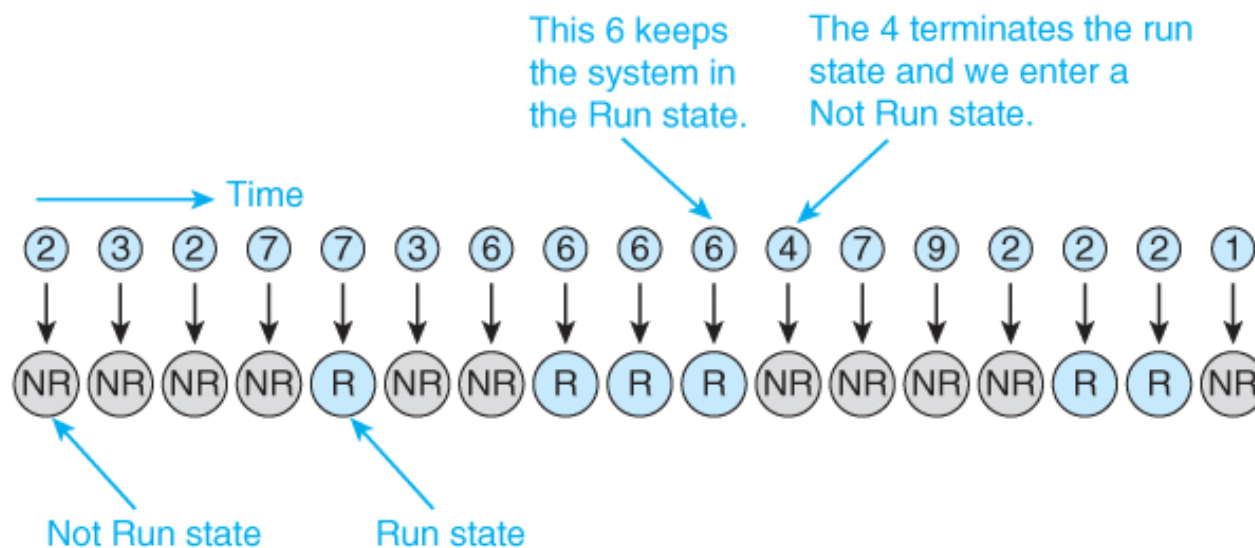 This 6 keeps
the system in
the Run state.
The 4 terminates the run
state and we enter a
Not Run state.
Time
2 3 2 7 7 3 6 6 6 6 4 7 9 2 2 2 1
NR NR NR NR R NR NR R R R NR NR NR NR R R NR
Not Run state
Run state